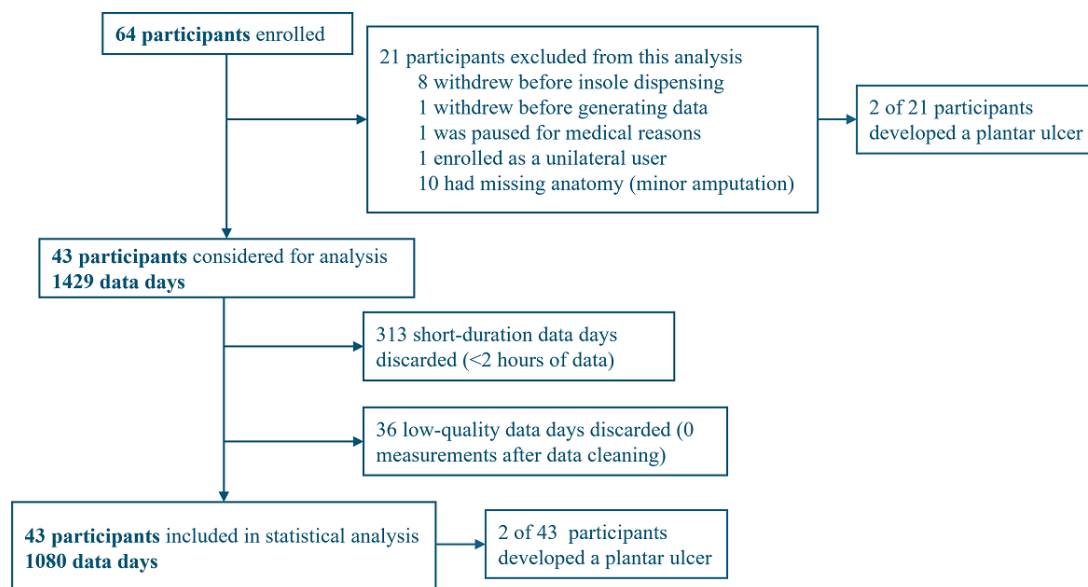 64 participants enrolled
21 participants excluded from this analysis
8 withdrew before insole dispensing
1 withdrew before generating data
1 was paused for medical reasons
1 enrolled as a unilateral user
10 had missing anatomy (minor amputation)
2 of 21 participants
developed a plantar ulcer
43 participants considered for analysis
1429 data days
313 short-duration data days
discarded (<2 hours of data)
36 low-quality data days discarded (0
measurements after data cleaning)
43 participants included in statistical analysis
1080 data days
2 of 43 participants
developed a plantar ulcer